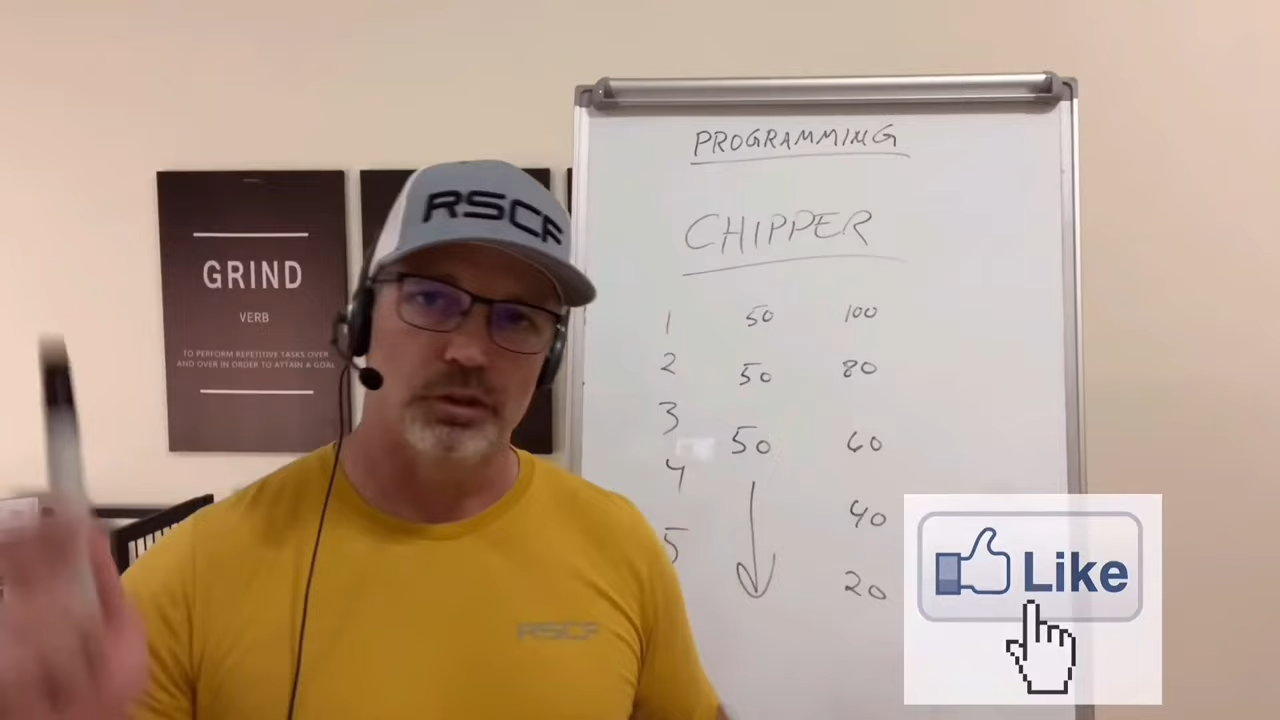 PROGRAMMING
CHIPPER
1 50 100
2 50 80
3 50 60
4 40
5 20
GRIND
VERB
TO PERFORM REPETITIVE TASKS OVER
AND OVER IN ORDER TO ATTAIN A GOAL
RSCF
RSCF
Like